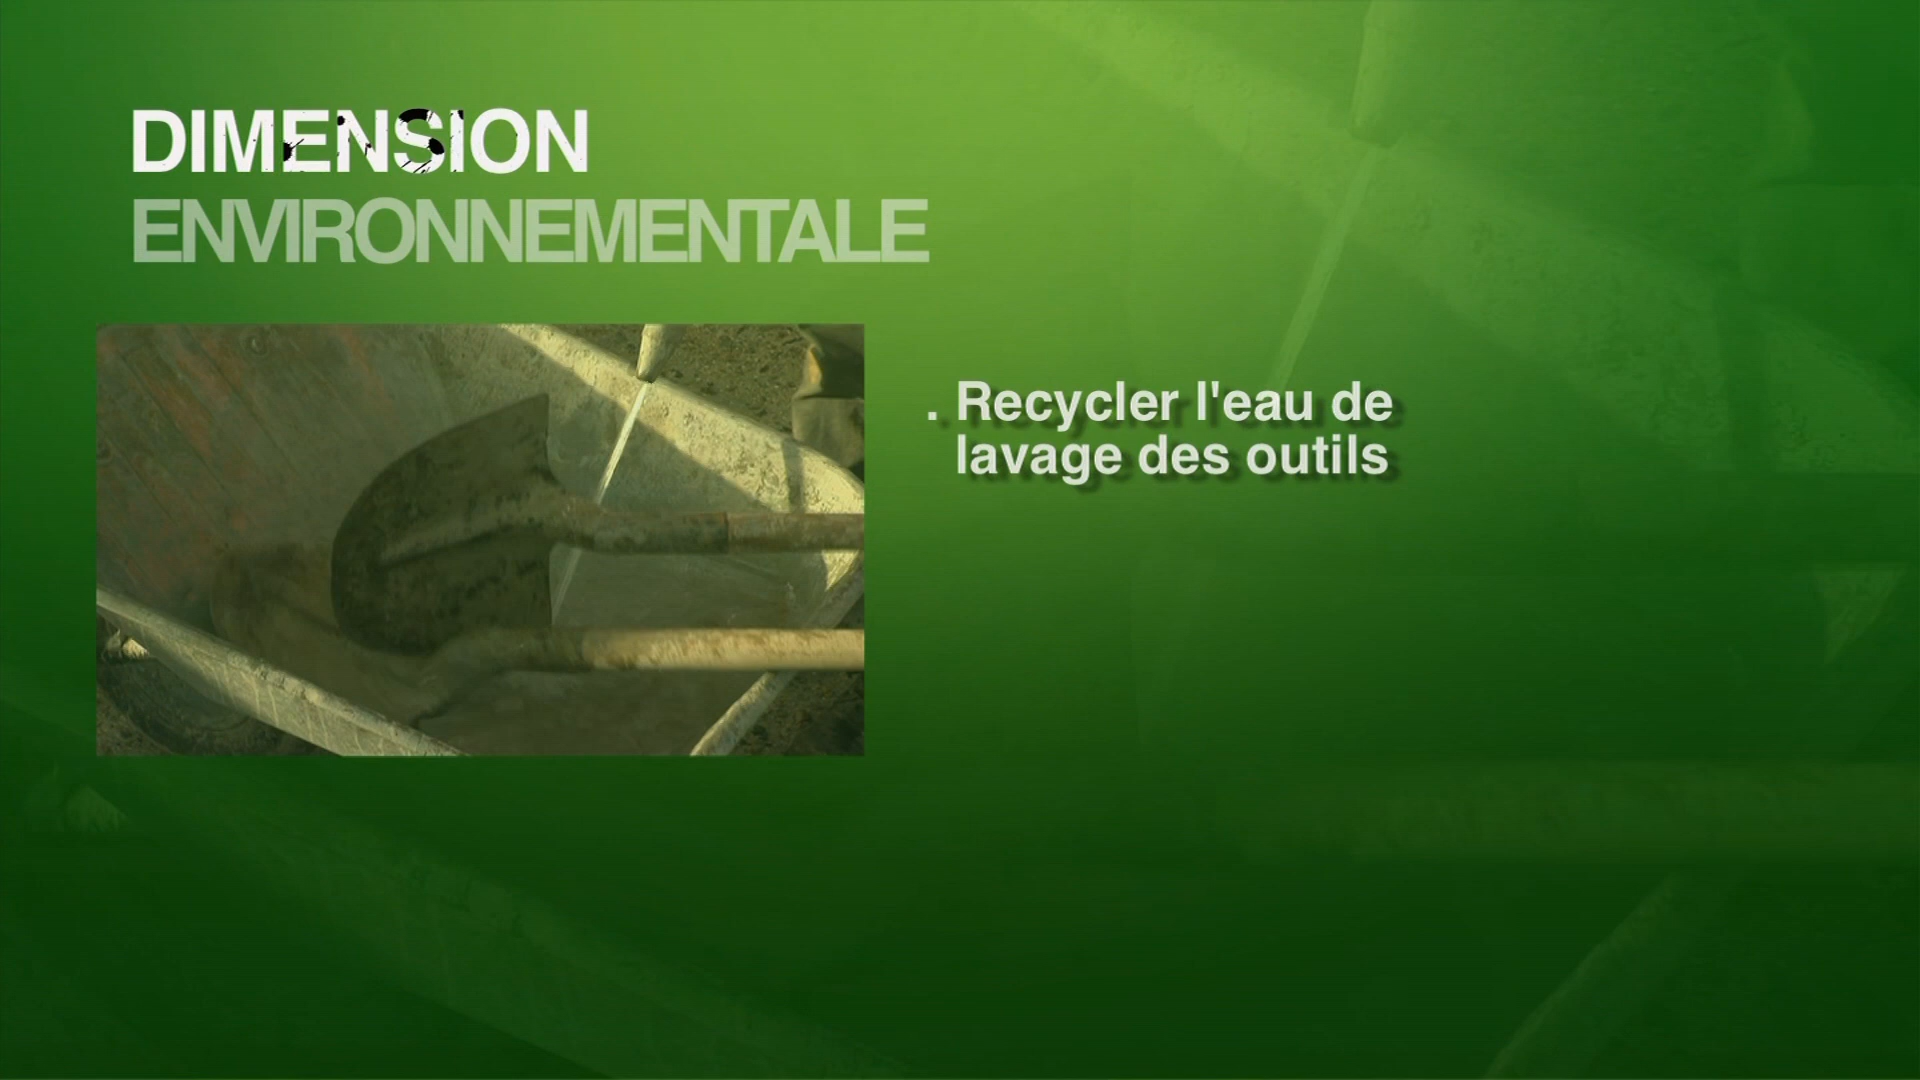 DIMENSION
ENVIRONNEMENTALE
. Recycler l'eau de
lavage des outils